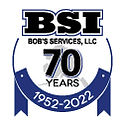 BSI
BOB'S SERVICES, LLC
70
YEARS
1952-2022